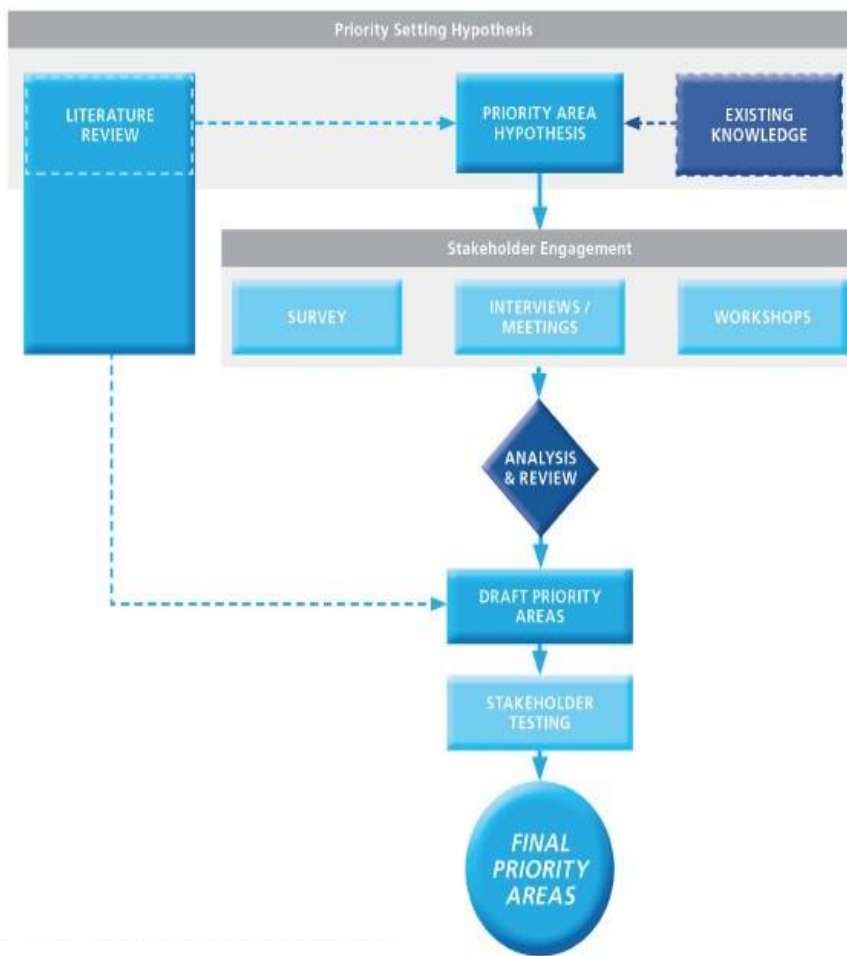 Priority Setting Hypothesis
LITERATURE
REVIEW
PRIORITY AREA
HYPOTHESIS
EXISTING
KNOWLEDGE
Stakeholder Engagement
SURVEY
INTERVIEWS /
MEETINGS
WORKSHOPS
ANALYSIS
& REVIEW
DRAFT PRIORITY
AREAS
STAKEHOLDER
TESTING
FINAL
PRIORITY
AREAS